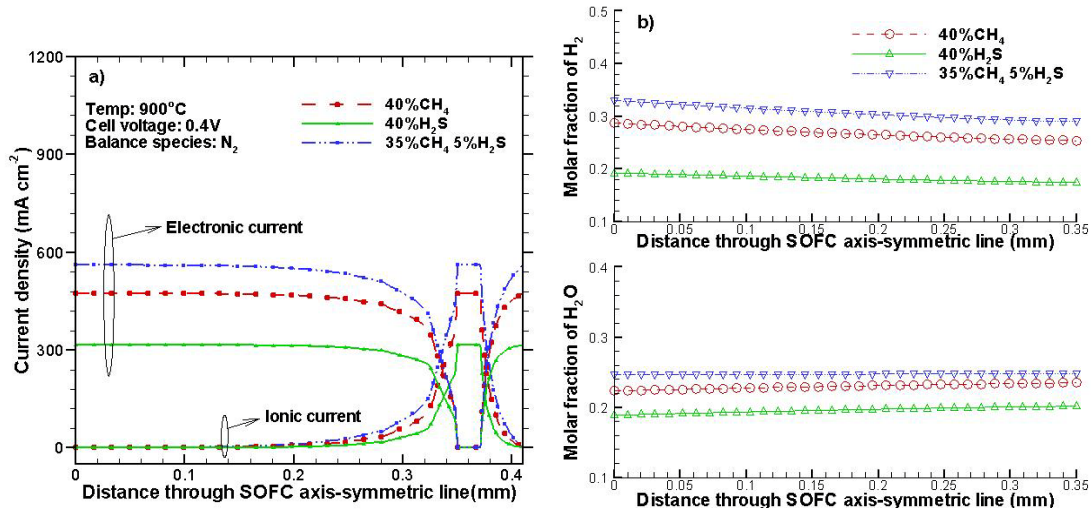 a)
Temp: 900°C
Cell voltage: 0.4V
Balance species: N₂
40%CH₄
40%H₂S
35%CH₄ 5%H₂S
Electronic current
Ionic current
Current density (mA cm⁻²)
1200
900
600
300
0
0 0.1 0.2 0.3 0.4
Distance through SOFC axis-symmetric line(mm)
b)
40%CH₄
40%H₂S
35%CH₄ 5%H₂S
Molar fraction of H₂
0.5
0.4
0.3
0.2
0.1
0 0.05 0.1 0.15 0.2 0.25 0.3 0.35
Distance through SOFC axis-symmetric line (mm)
Molar fraction of H₂O
0.4
0.3
0.2
0.1
0 0.05 0.1 0.15 0.2 0.25 0.3 0.35
Distance through SOFC axis-symmetric line (mm)